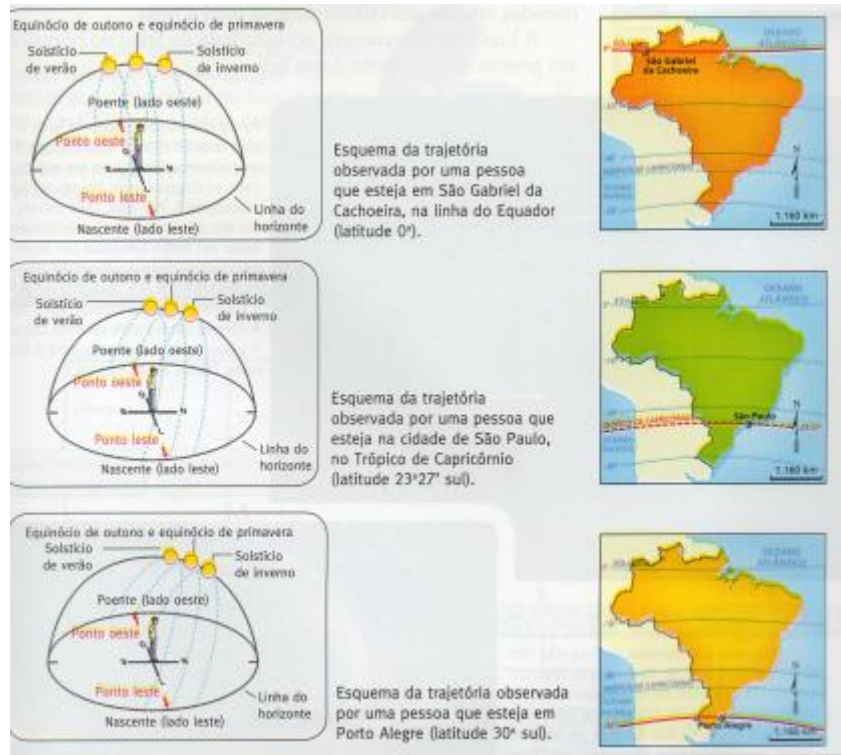 Equinócio de outono e equinócio de primavera
Solstício de verão
Solstício de inverno
Poente (lado oeste)
Ponto oeste
Ponto leste
Nascente (lado leste)
Linha do horizonte
Esquema da trajetória
observada por uma pessoa
que esteja em São Gabriel da
Cachoeira, na linha do Equador
(latitude 0º).
OCEANO
ATLÂNTICO
São Gabriel
da Cachoeira
N
1.160 km
Equinócio de outono e equinócio de primavera
Solstício
de verão
Solstício
de inverno
Poente (lado oeste)
Ponto oeste
Ponto leste
Nascente (lado leste)
Linha do
horizonte
Esquema da trajetória
observada por uma pessoa que
esteja na cidade de São Paulo,
no Trópico de Capricórnio
(latitude 23º27' sul).
OCEANO
ATLÂNTICO
São Paulo
N
1.160 km
Equinócio de outono e equinócio de primavera
Solstício
de verão
Solstício
de inverno
Poente (lado oeste)
Ponto oeste
Ponto leste
Nascente (lado leste)
Linha do
horizonte
Esquema da trajetória observada
por uma pessoa que esteja em
Porto Alegre (latitude 30º sul).
OCEANO
ATLÂNTICO
Porto Alegre
N
1.160 km